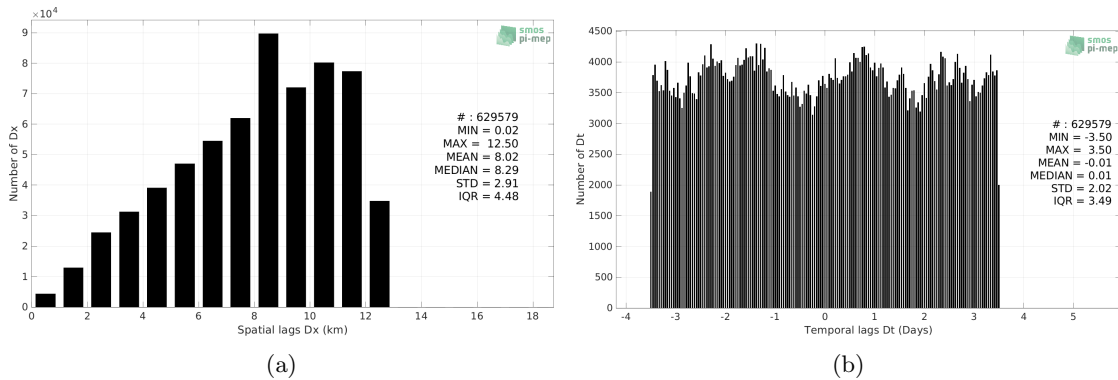 ×10⁴
9
8
7
6
5
4
3
2
1
0
0 2 4 6 8 10 12 14 16 18
Number of Dx
Spatial lags Dx (km)
smos
pi-mep
# : 629579
MIN = 0.02
MAX = 12.50
MEAN = 8.02
MEDIAN = 8.29
STD = 2.91
IQR = 4.48
(a)
4500
4000
3500
3000
2500
2000
1500
1000
500
0
-4 -3 -2 -1 0 1 2 3 4 5
Number of Dt
Temporal lags Dt (Days)
smos
pi-mep
# : 629579
MIN = -3.50
MAX = 3.50
MEAN = -0.01
MEDIAN = 0.01
STD = 2.02
IQR = 3.49
(b)